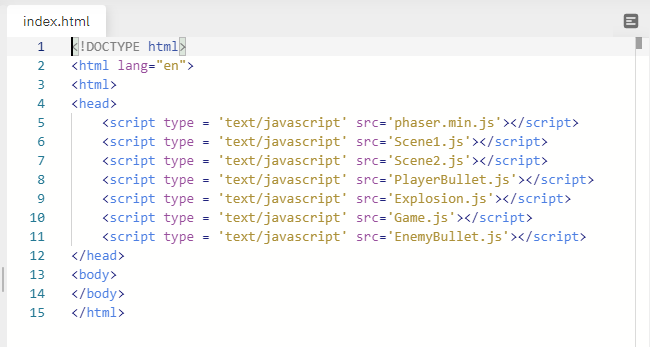 index.html
1 <!DOCTYPE html>
2 <html lang="en">
3 <html>
4 <head>
5 <script type = 'text/javascript' src='phaser.min.js'></script>
6 <script type = 'text/javascript' src='Scene1.js'></script>
7 <script type = 'text/javascript' src='Scene2.js'></script>
8 <script type = 'text/javascript' src='PlayerBullet.js'></script>
9 <script type = 'text/javascript' src='Explosion.js'></script>
10 <script type = 'text/javascript' src='Game.js'></script>
11 <script type = 'text/javascript' src='EnemyBullet.js'></script>
12 </head>
13 <body>
14 </body>
15 </html>